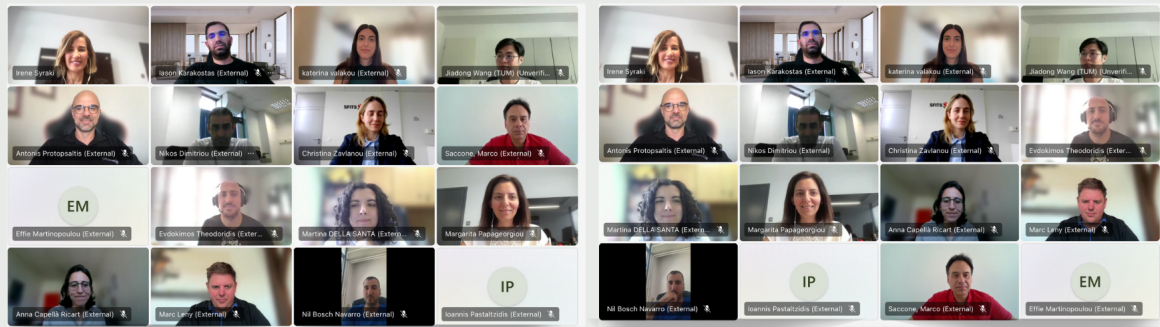 Irene Syraki
Iason Karakostas (External)
katerina valakou (External)
Jiadong Wang (TUM) (Unverifi...
Antonis Protopsaltis (External)
Nikos Dimitriou (External)
Christina Zavlanou (External)
Saccone, Marco (External)
EM
Effie Martinopoulou (External)
Evdokimos Theodoridis (Exter...
Martina DELLA SANTA (Extern...
Margarita Papageorgiou
Anna Capellà Ricart (External)
Marc Leny (External)
Nil Bosch Navarro (External)
IP
Ioannis Pastaltzidis (External)
Irene Syraki
Iason Karakostas (External)
katerina valakou (External)
Jiadong Wang (TUM) (Unverifi...
Antonis Protopsaltis (External)
Nikos Dimitriou (External)
Christina Zavlanou (External)
Evdokimos Theodoridis (Exter...
Martina DELLA SANTA (Extern...
Margarita Papageorgiou
Anna Capellà Ricart (External)
Marc Leny (External)
Nil Bosch Navarro (External)
IP
Ioannis Pastaltzidis (External)
Saccone, Marco (External)
EM
Effie Martinopoulou (External)